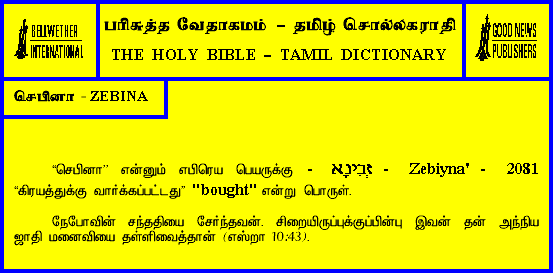 BELLWETHER
INTERNATIONAL
பரிசுத்த வேதாகமம் – தமிழ் சொல்லகராதி
THE HOLY BIBLE – TAMIL DICTIONARY
GOOD NEWS
PUBLISHERS
செபினா - ZEBINA
“செபினா” என்னும் எபிரெய பெயருக்கு - זְבִינָא - Zebiyna' - 2081
“கிரயத்துக்கு வார்க்கப்பட்டது” "bought" என்று பொருள்.
நேபோவின் சந்ததியை சேர்ந்தவன். சிறையிருப்புக்குப்பின்பு இவன் தன் அந்நிய
ஜாதி மனைவியை தள்ளிவைத்தான் (எஸ்றா 10:43).